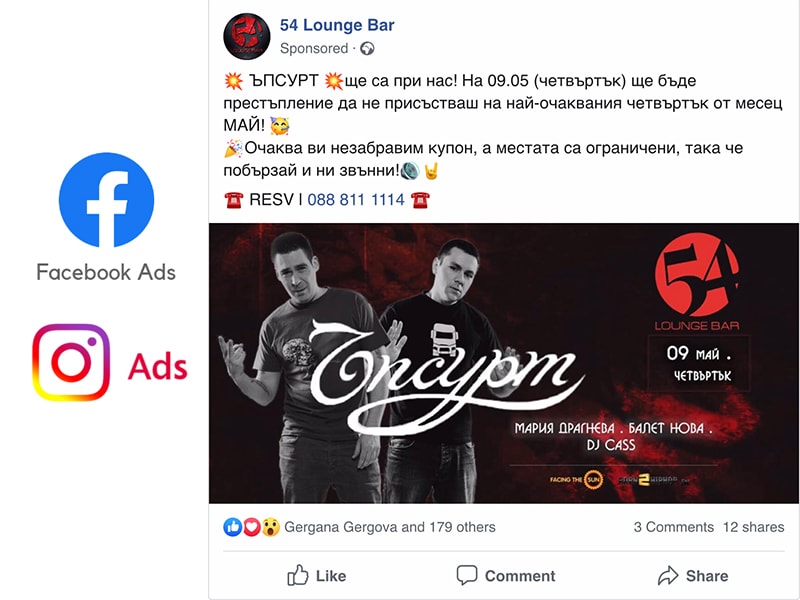 54 Lounge Bar
Sponsored ·
💥 ЪПСУРТ 💥ще са при нас! На 09.05 (четвъртък) ще бъде
престъпление да не присъстваш на най-очаквания четвъртък от месец
МАЙ! 🥳
🎉Очаква ви незабравим купон, а местата са ограничени, така че
побързай и ни звънни!💿🤘
☎️ RESV | 088 811 1114 ☎️
Facebook Ads
Ads
54
LOUNGE BAR
09 МАЙ .
ЧЕТВЪРТЪК
Ъпсурт
МАРИЯ ДРАГНЕВА . БАЛЕТ НОВА .
DJ CASS
FACING THE SUN
Gergana Gergova and 179 others
3 Comments 12 shares
Like
Comment
Share